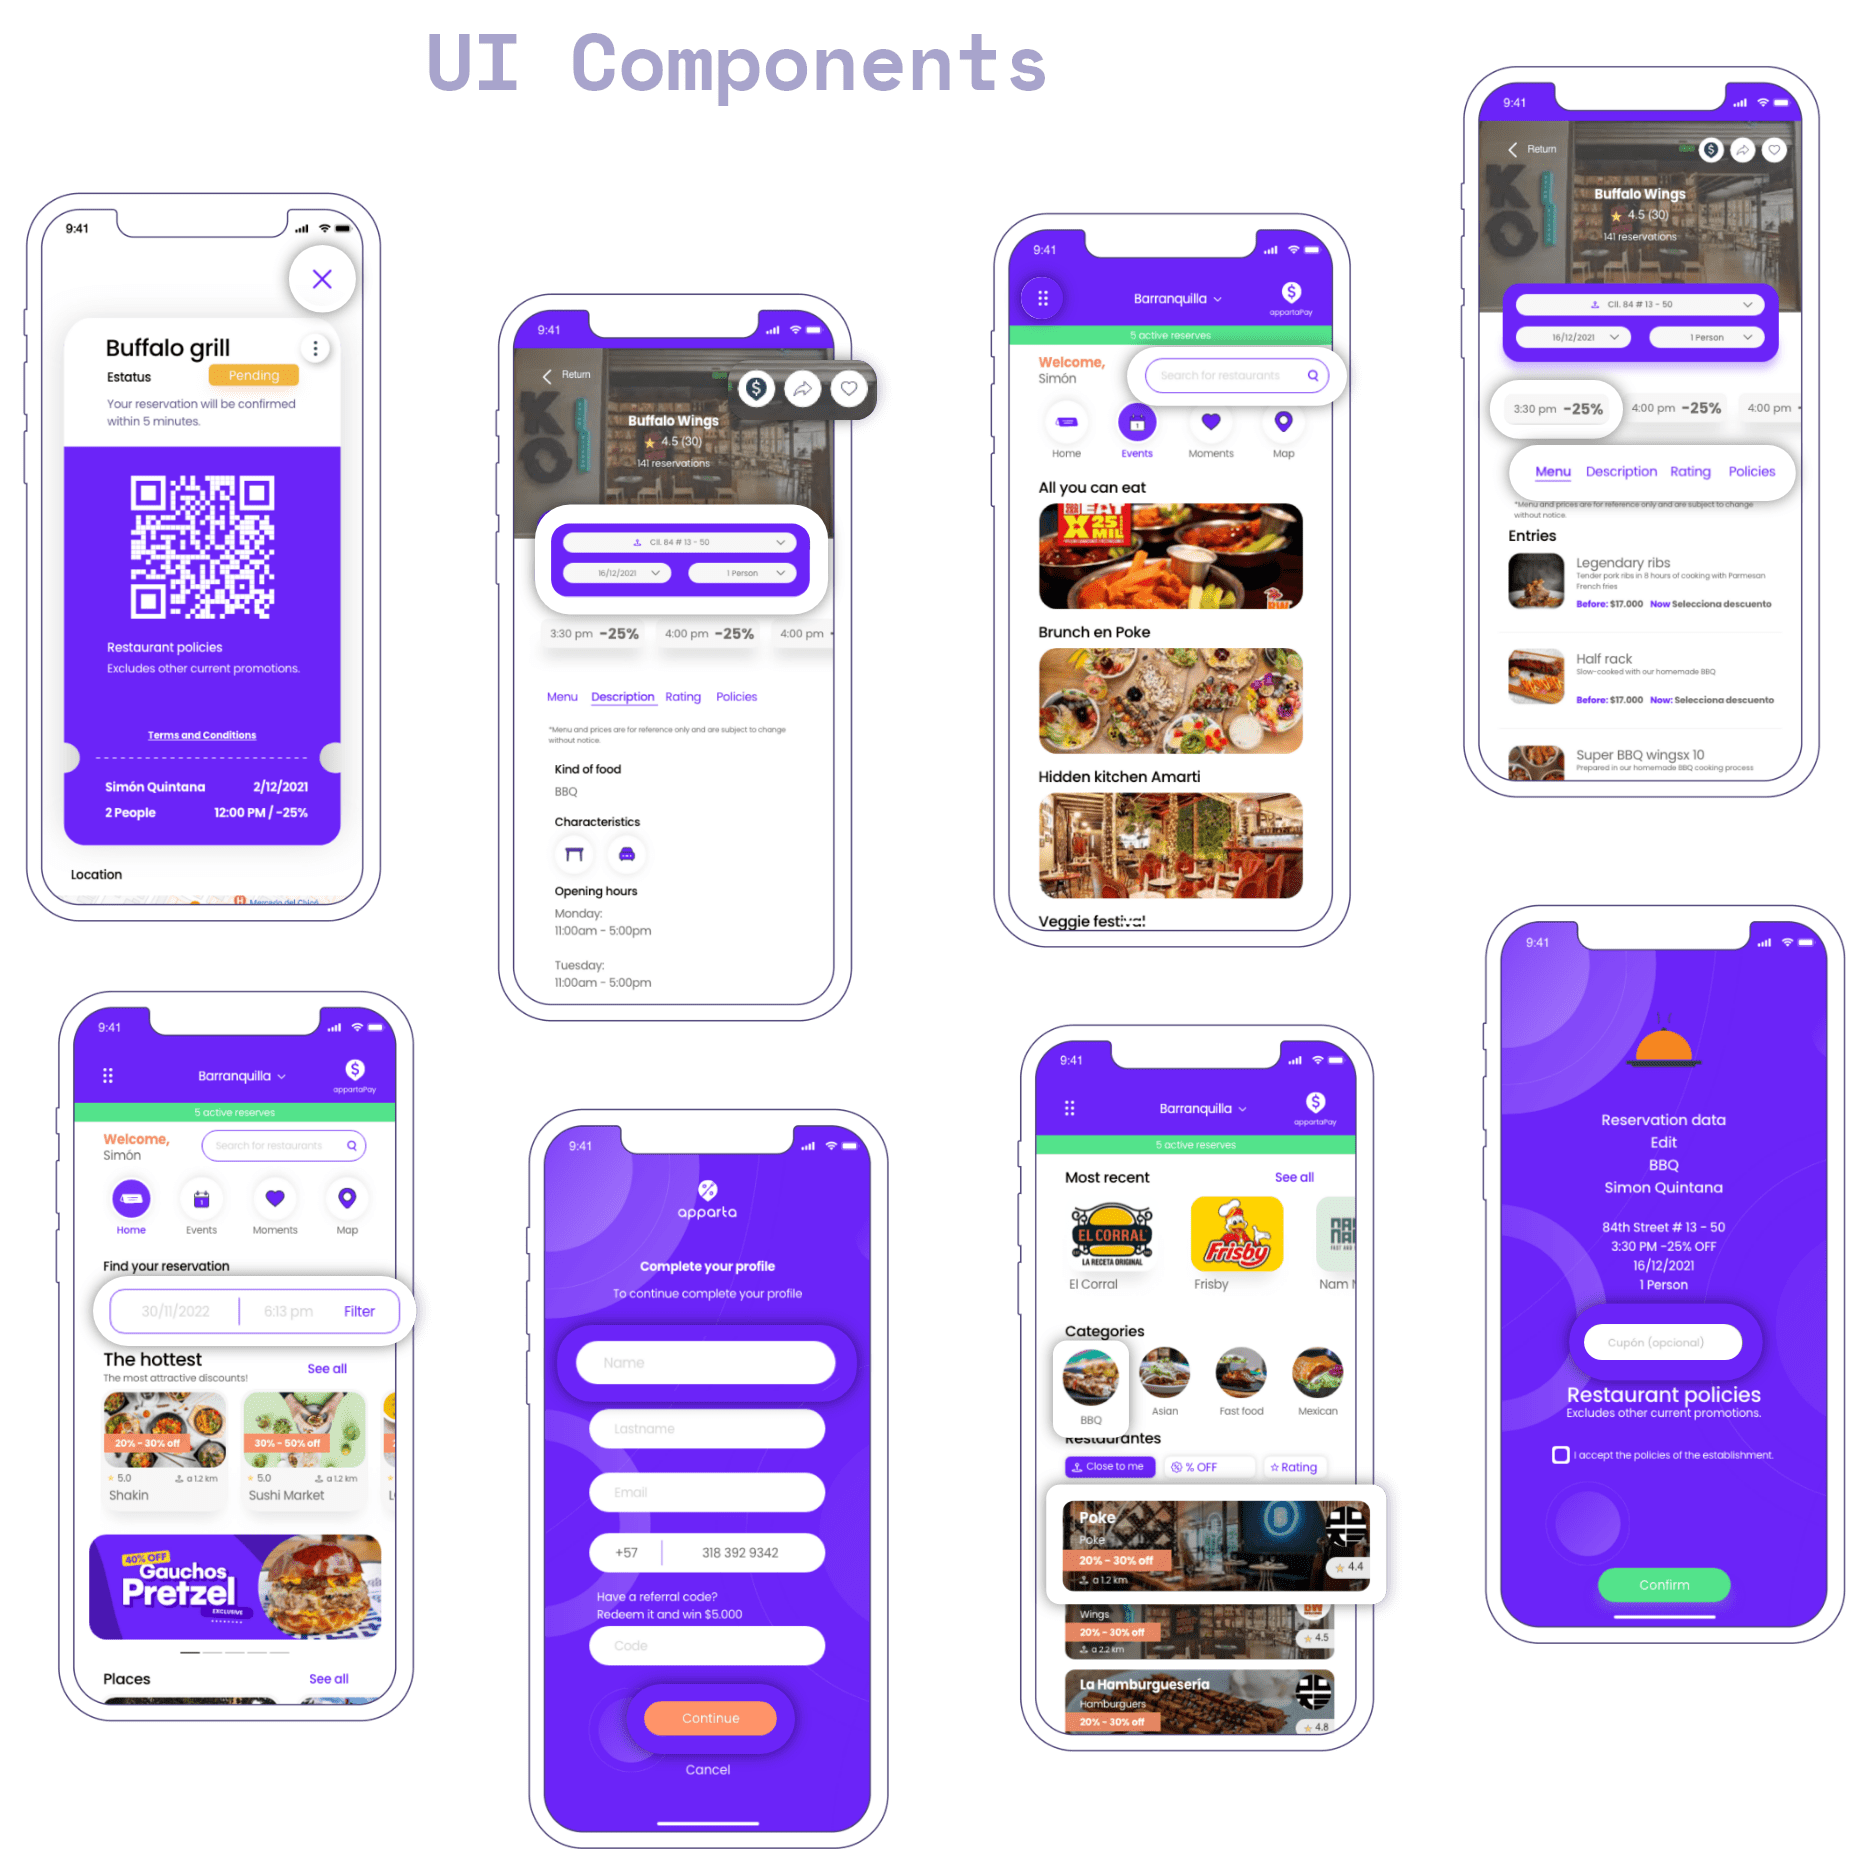 UI Components
9:41
Buffalo grill
Estatus
Pending
Your reservation will be confirmed
within 5 minutes.
Restaurant policies
Excludes other current promotions.
Terms and Conditions
Simón Quintana 2/12/2021
2 People 12:00 PM / -25%
Location
9:41
Return
Buffalo Wings
4.5 (30)
141 reservations
Cll. 84 # 13 - 50
16/12/2021 1 Person
3:30 pm -25% 4:00 pm -25% 4:00 pm -
Menu Description Rating Policies
*Menu and prices are for reference only and are subject to change
without notice.
Kind of food
BBQ
Characteristics
Opening hours
Monday:
11:00am - 5:00pm
Tuesday:
11:00am - 5:00pm
9:41
Barranquilla
appartaPay
5 active reserves
Welcome,
Simón
Search for restaurants
Home Events Moments Map
All you can eat
EAT
X 25
MIL
Brunch en Poke
Hidden kitchen Amarti
Veggie festival
9:41
Return
Buffalo Wings
4.5 (30)
141 reservations
Cll. 84 # 13 - 50
16/12/2021 1 Person
3:30 pm -25% 4:00 pm -25% 4:00 pm -
Menu Description Rating Policies
*Menu and prices are for reference only and are subject to change
without notice.
Entries
Legendary ribs
Tender pork ribs in 8 hours of cooking with Parmesan
French fries
Before: $17.000 Now Selecciona descuento
Half rack
Slow-cooked with our homemade BBQ
Before: $17.000 Now: Selecciona descuento
Super BBQ wingsx 10
Prepared in our homemade BBQ cooking process
9:41
Barranquilla
appartaPay
5 active reserves
Welcome,
Simón
Search for restaurants
Home Events Moments Map
Find your reservation
30/11/2022 6:13 pm Filter
The hottest
The most attractive discounts!
See all
20% - 30% off 30% - 50% off
5.0 a 1.2 km 5.0 a 1.2 km
Shakin Sushi Market
40% OFF
Gauchos
Pretzel
EXCLUSIVE
Places See all
9:41
apparta
Complete your profile
To continue complete your profile
Name
Lastname
Email
+57 318 392 9342
Have a referral code?
Redeem it and win $5.000
Code
Continue
Cancel
9:41
Barranquilla
appartaPay
5 active reserves
Most recent See all
EL CORRAL
LA RECETA ORIGINAL
Frisby
El Corral Frisby Nam
Categories
BBQ Asian Fast food Mexican
Restaurantes
Close to me % OFF Rating
Poke
Poke
20% - 30% off
a 1.2 km
4.4
Wings
20% - 30% off
a 2.2 km
4.5
La Hamburguesería
Hamburguers
20% - 30% off
4.8
9:41
Reservation data
Edit
BBQ
Simon Quintana
84th Street # 13 - 50
3:30 PM -25% OFF
16/12/2021
1 Person
Cupón (opcional)
Restaurant policies
Excludes other current promotions.
I accept the policies of the establishment.
Confirm